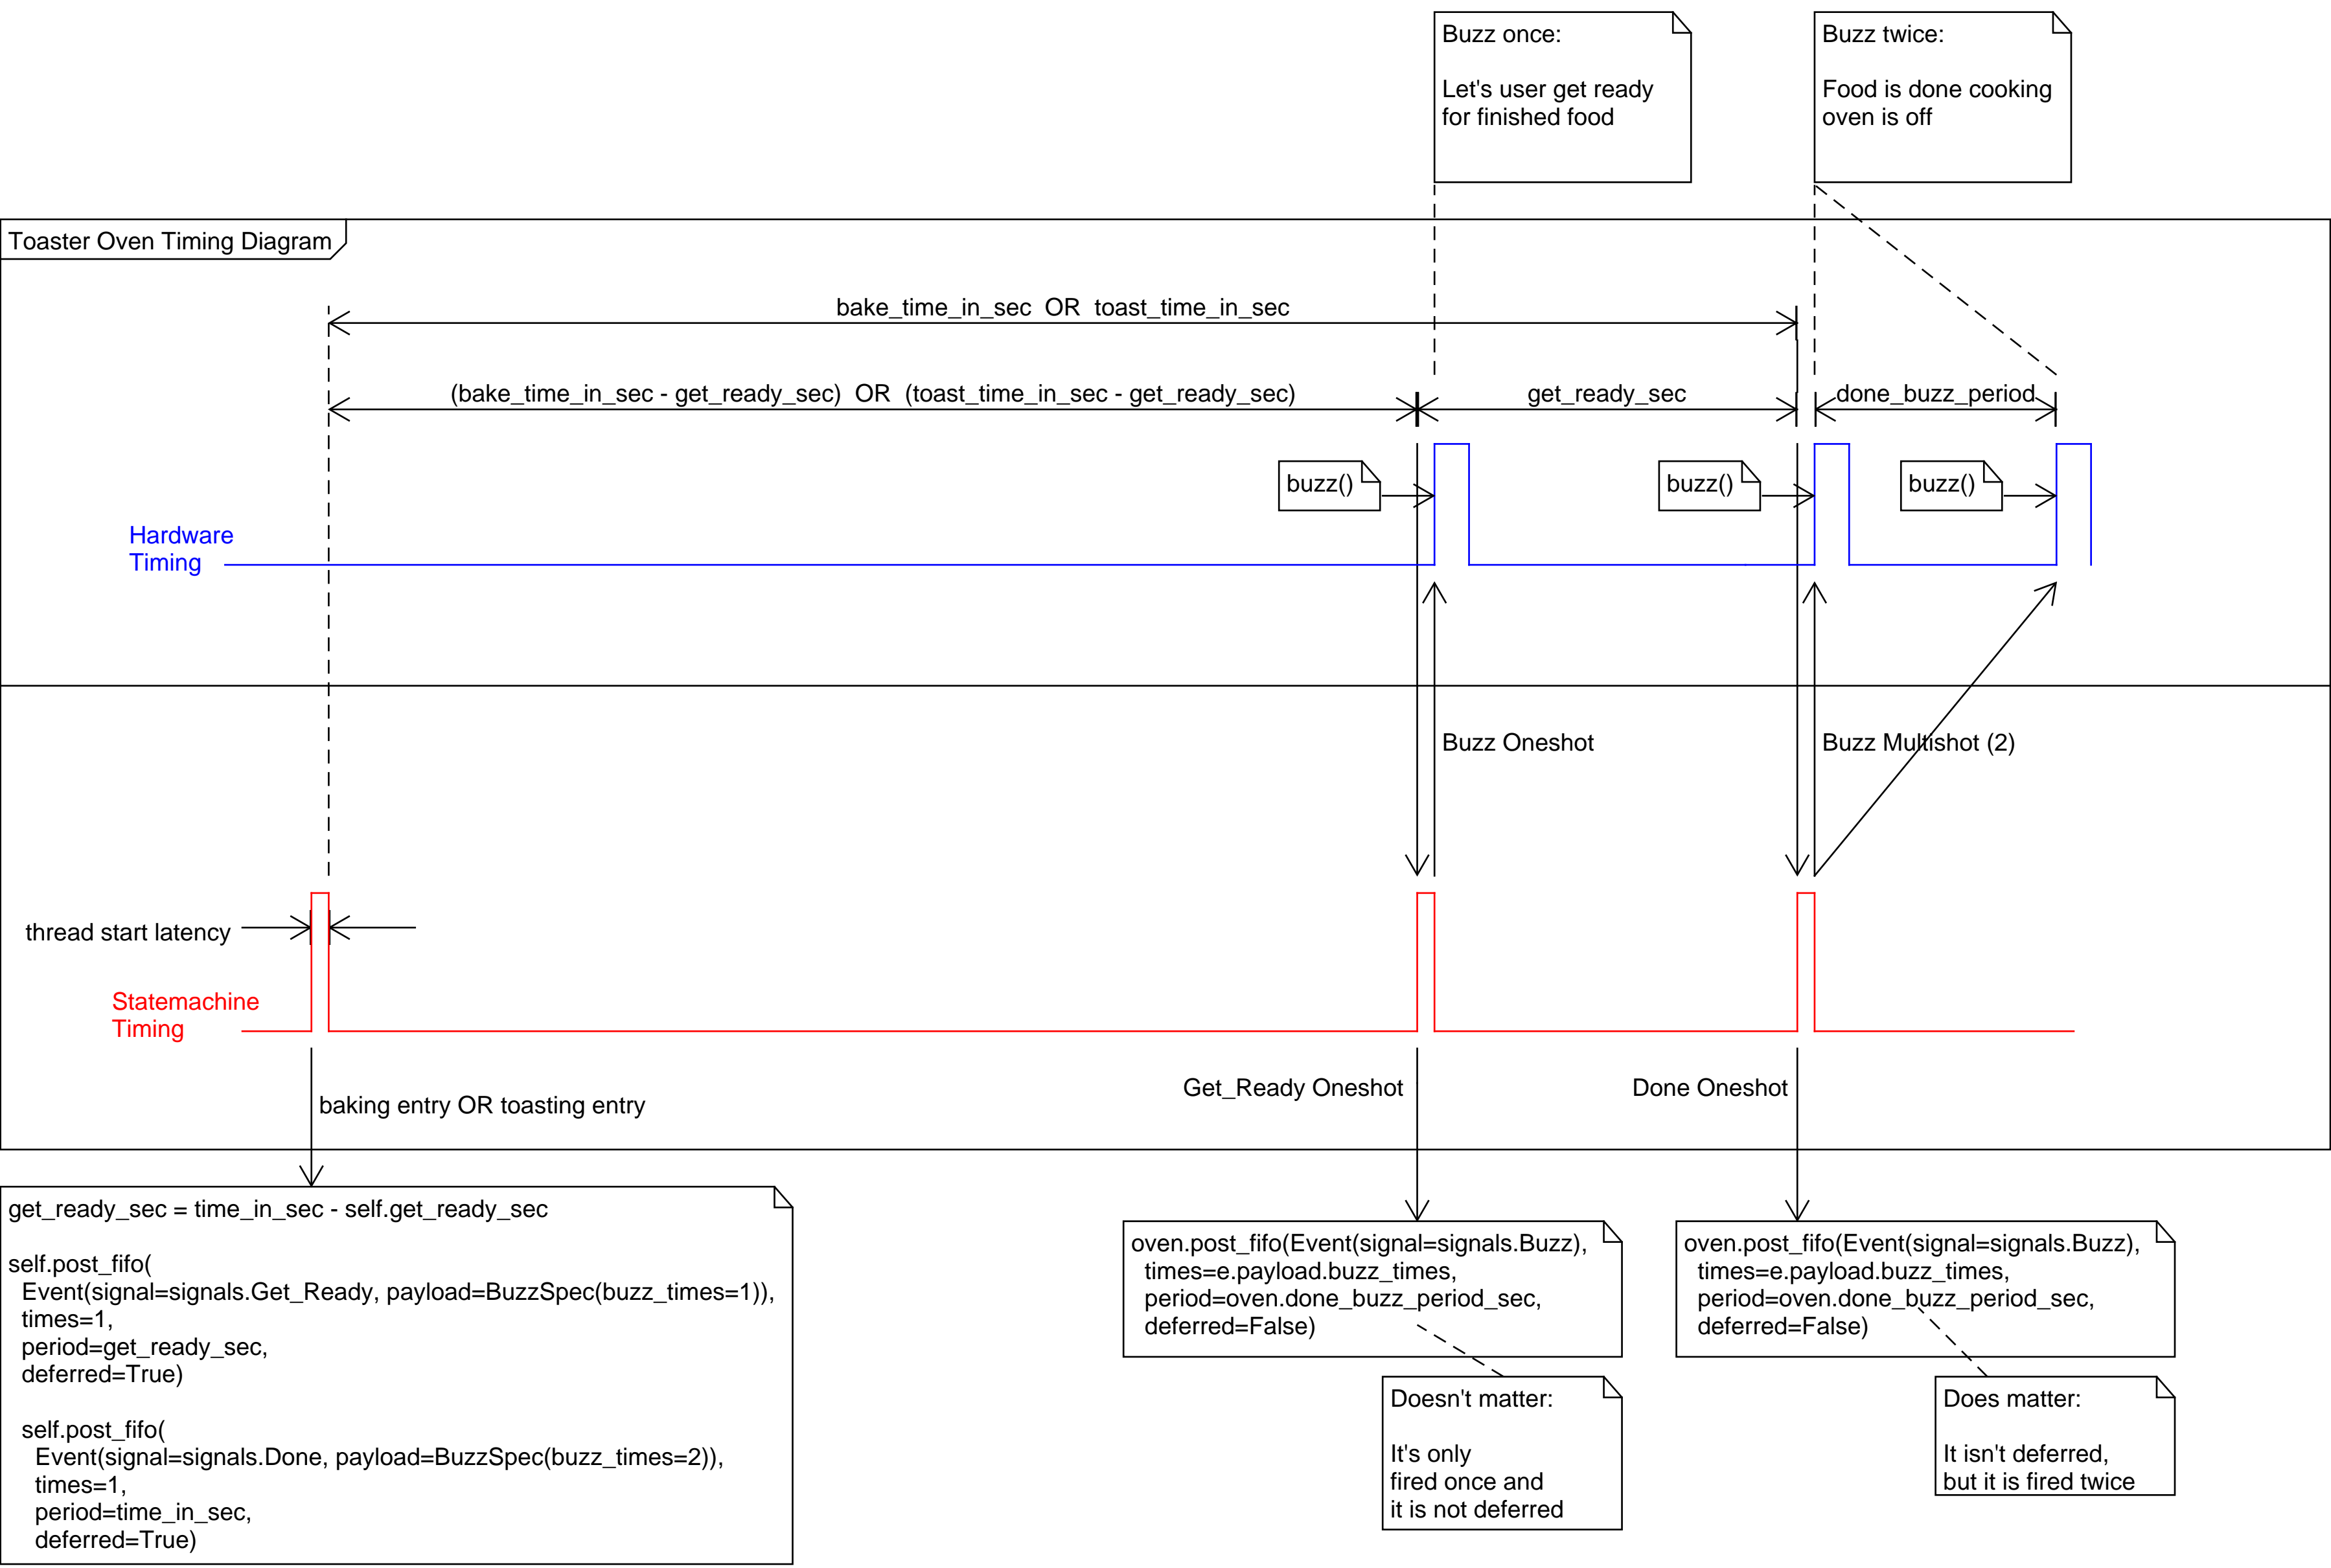 Buzz once:
Let's user get ready
for finished food
Buzz twice:
Food is done cooking
oven is off
Toaster Oven Timing Diagram
bake_time_in_sec  OR  toast_time_in_sec
(bake_time_in_sec - get_ready_sec)  OR  (toast_time_in_sec - get_ready_sec)
get_ready_sec
done_buzz_period
buzz()
buzz()
buzz()
Hardware
Timing
Buzz Oneshot
Buzz Multishot (2)
thread start latency
Statemachine
Timing
baking entry OR toasting entry
Get_Ready Oneshot
Done Oneshot
get_ready_sec = time_in_sec - self.get_ready_sec
self.post_fifo(
Event(signal=signals.Get_Ready, payload=BuzzSpec(buzz_times=1)),
times=1,
period=get_ready_sec,
deferred=True)
self.post_fifo(
Event(signal=signals.Done, payload=BuzzSpec(buzz_times=2)),
times=1,
period=time_in_sec,
deferred=True)
oven.post_fifo(Event(signal=signals.Buzz),
times=e.payload.buzz_times,
period=oven.done_buzz_period_sec,
deferred=False)
Doesn't matter:
It's only
fired once and
it is not deferred
oven.post_fifo(Event(signal=signals.Buzz),
times=e.payload.buzz_times,
period=oven.done_buzz_period_sec,
deferred=False)
Does matter:
It isn't deferred,
but it is fired twice